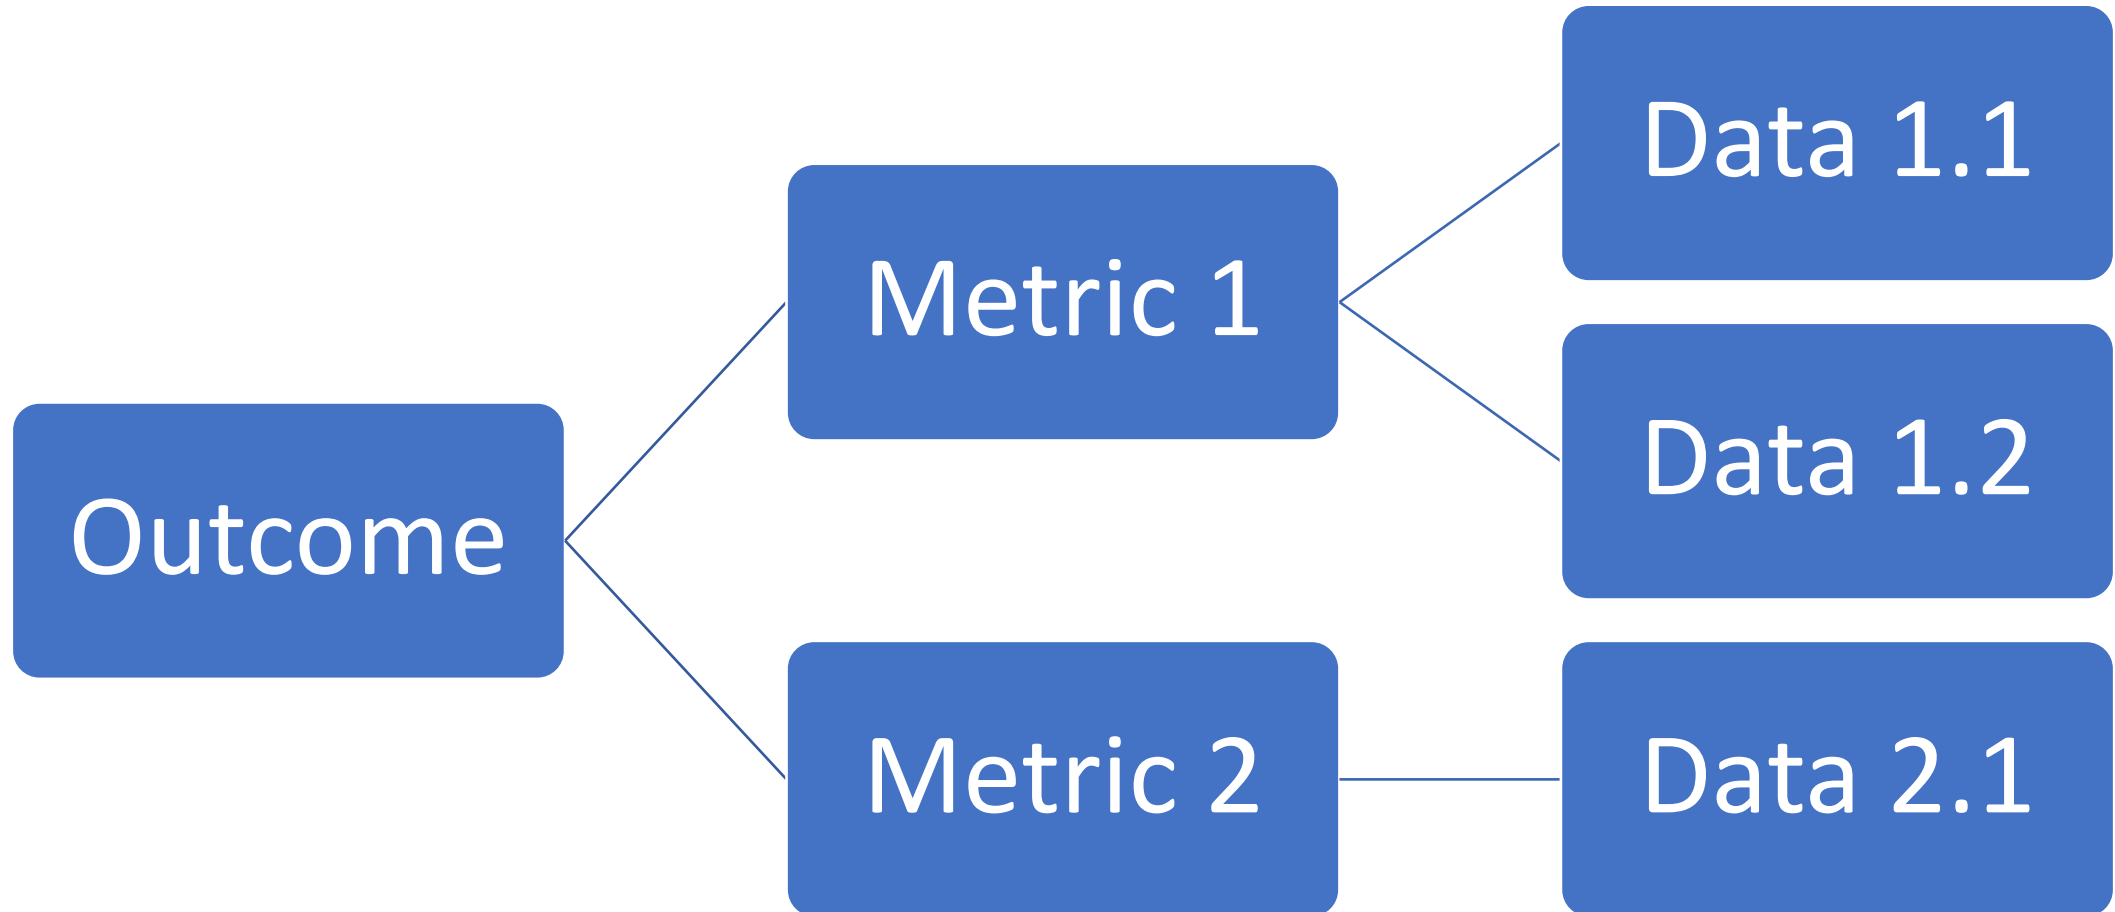 Outcome
Metric 1
Data 1.1
Data 1.2
Metric 2
Data 2.1